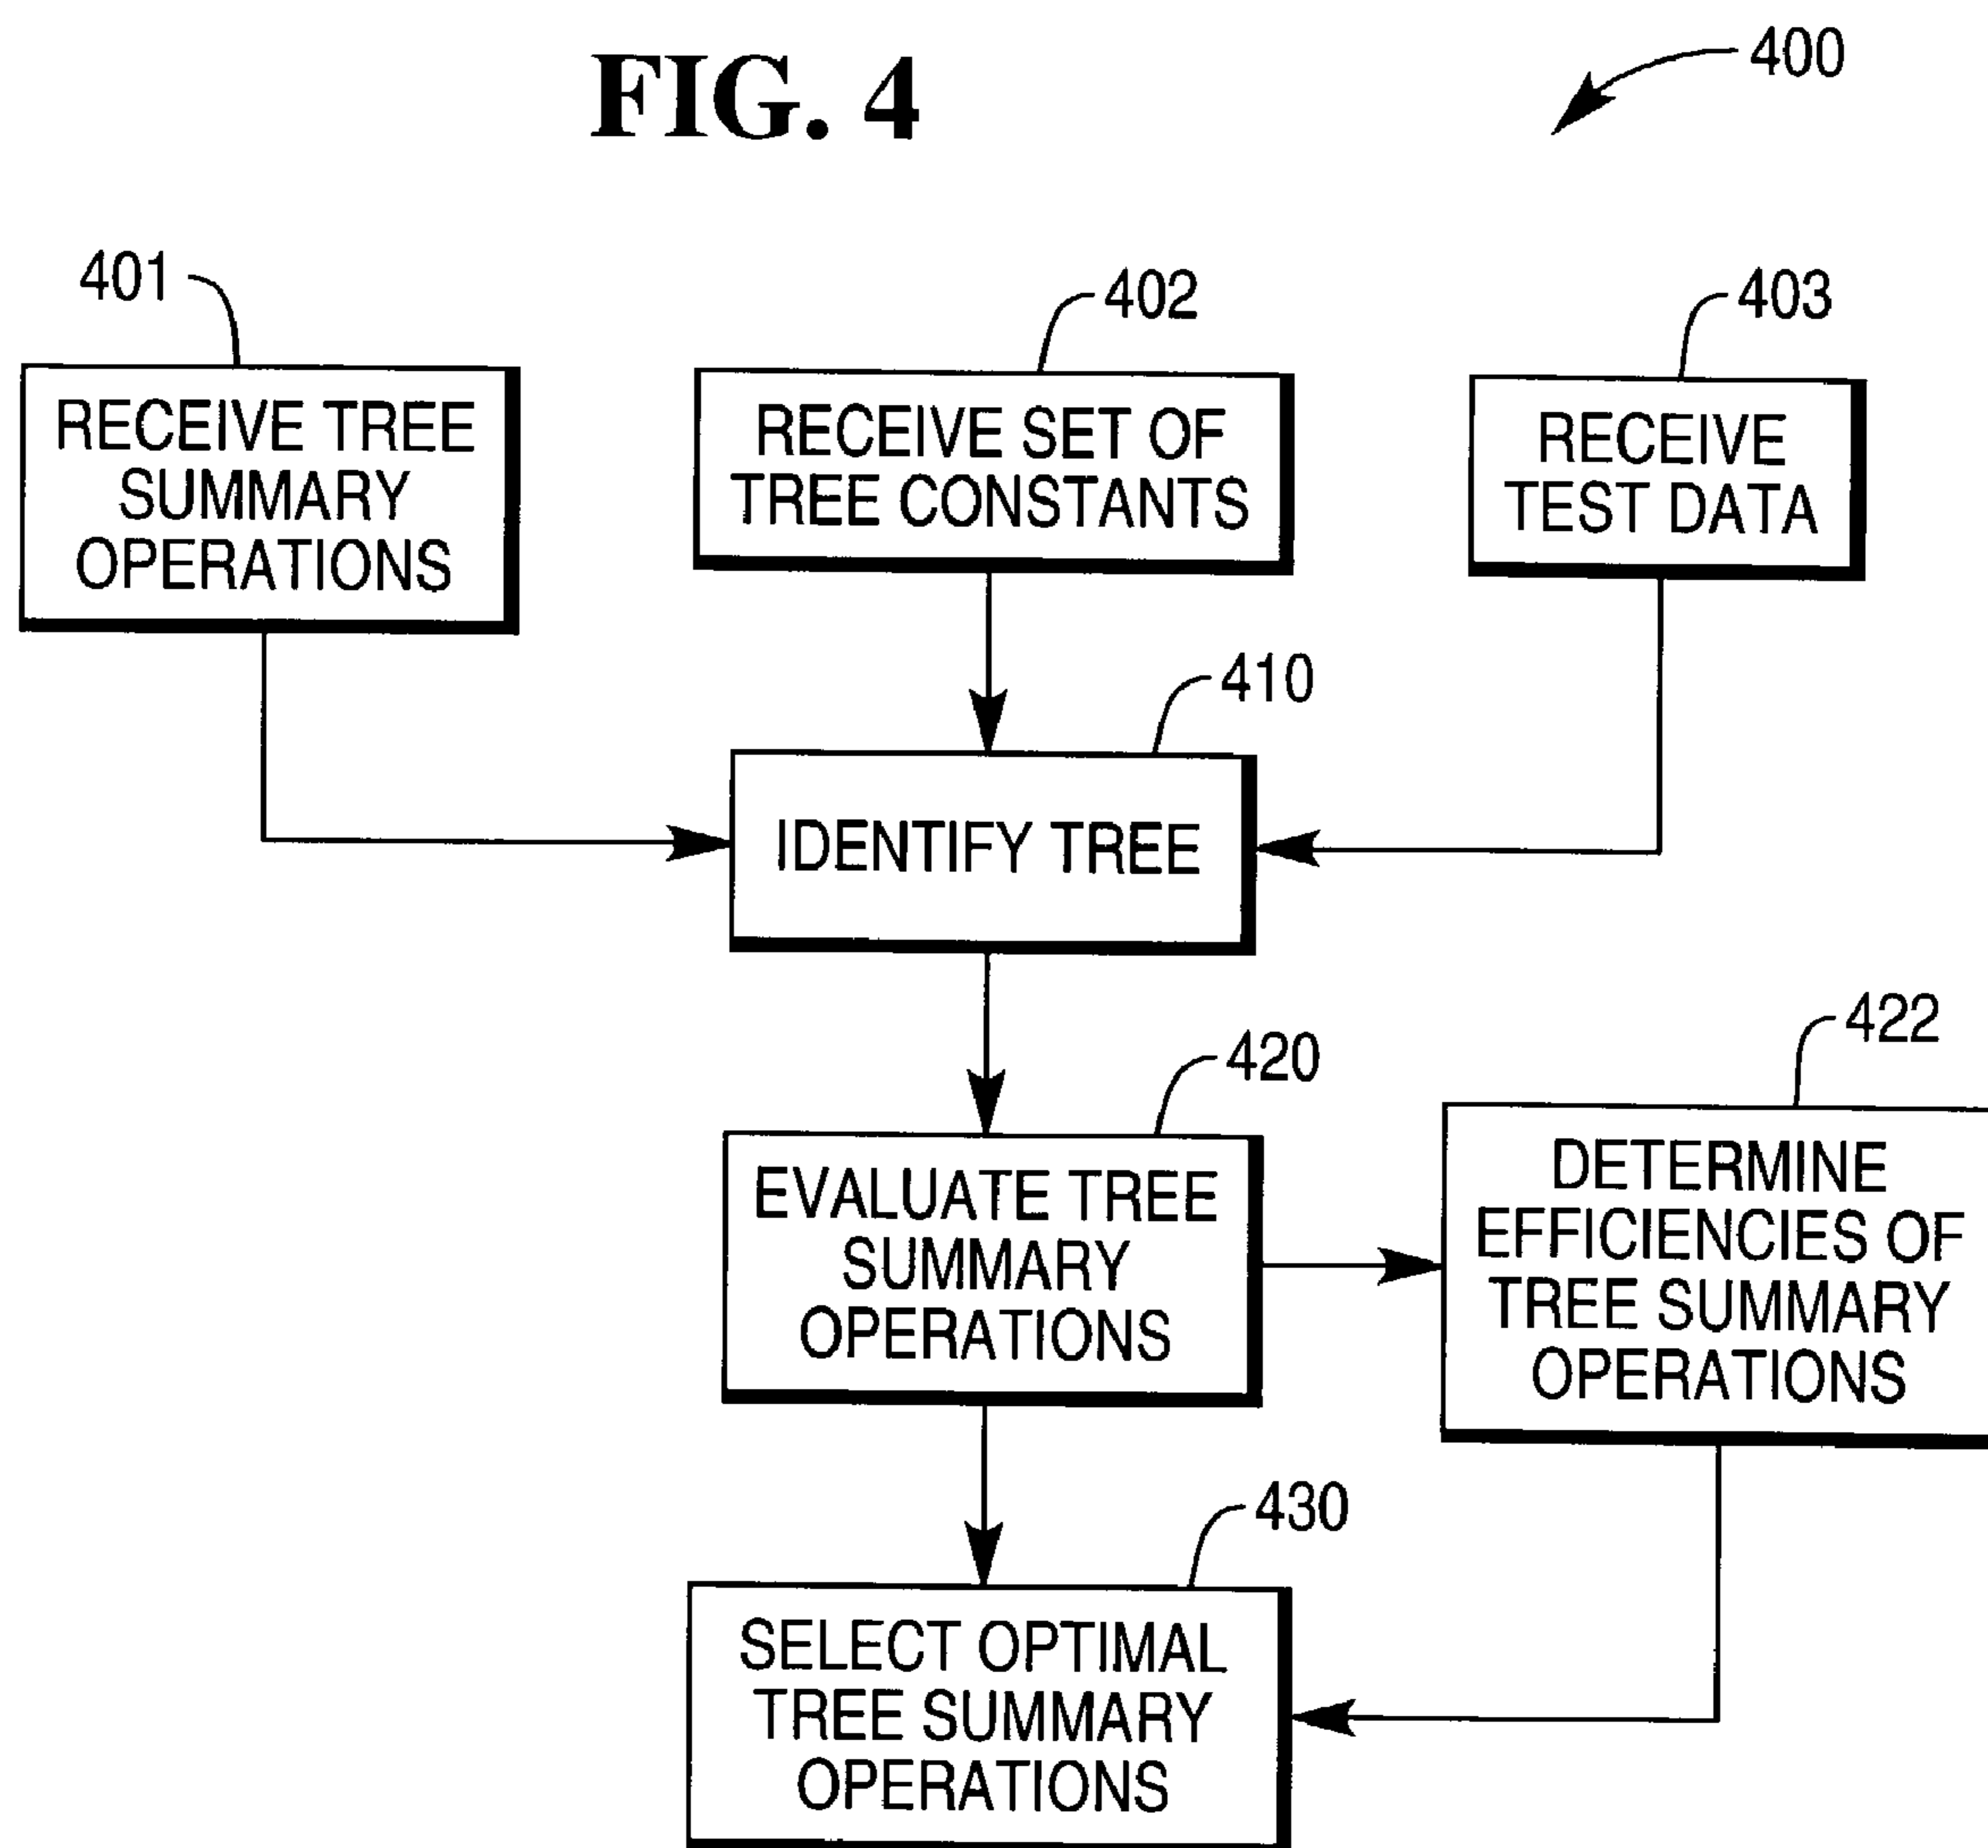 FIG. 4
400
401
402
403
RECEIVE TREE
SUMMARY
OPERATIONS
RECEIVE SET OF
TREE CONSTANTS
RECEIVE
TEST DATA
410
IDENTIFY TREE
420
422
EVALUATE TREE
SUMMARY
OPERATIONS
DETERMINE
EFFICIENCIES OF
TREE SUMMARY
OPERATIONS
430
SELECT OPTIMAL
TREE SUMMARY
OPERATIONS